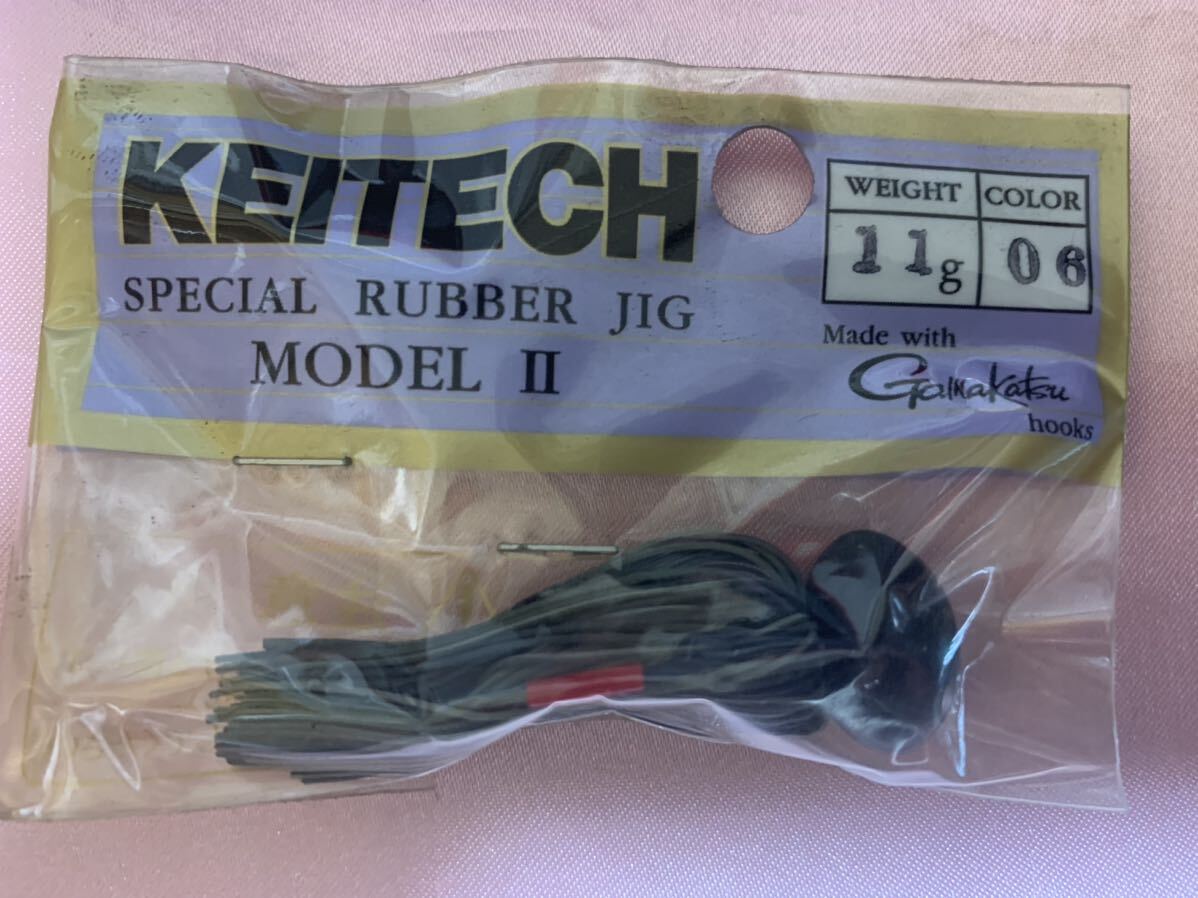 KEITECH
SPECIAL RUBBER JIG
MODEL II
WEIGHT COLOR
11g 06
Made with
Gamakatsu
hooks